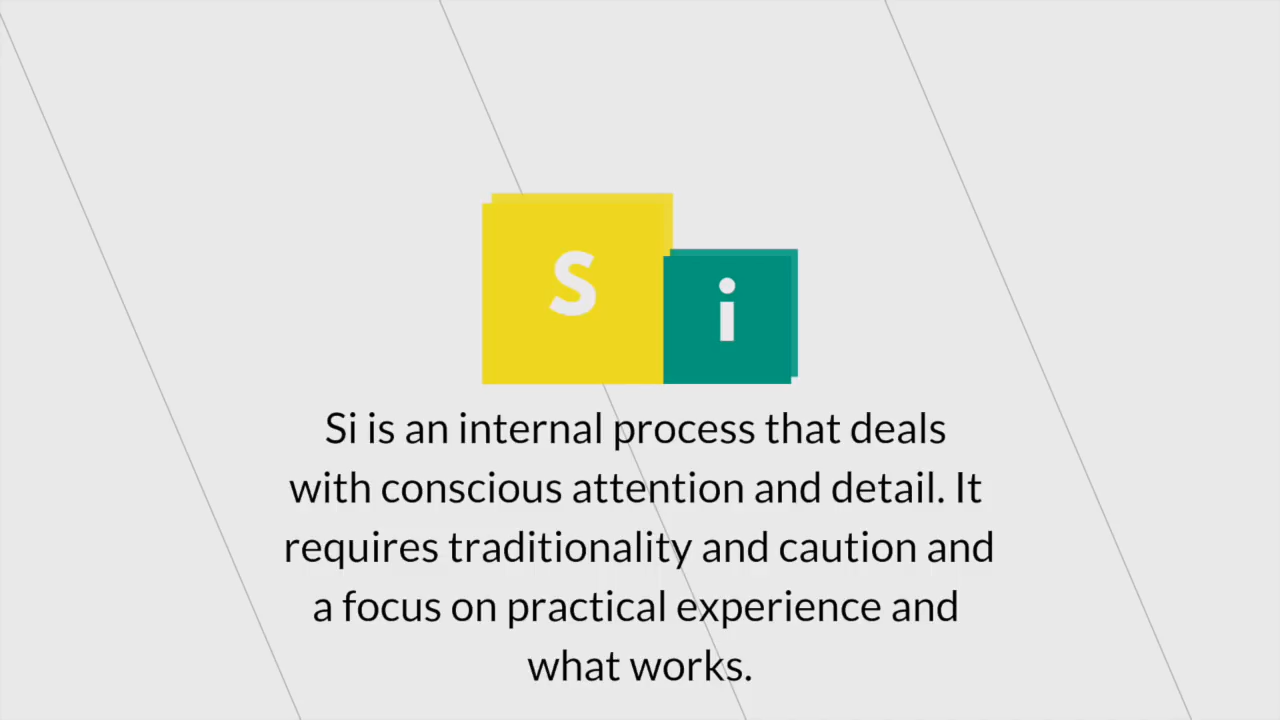 S i
Si is an internal process that deals
with conscious attention and detail. It
requires traditionality and caution and
a focus on practical experience and
what works.